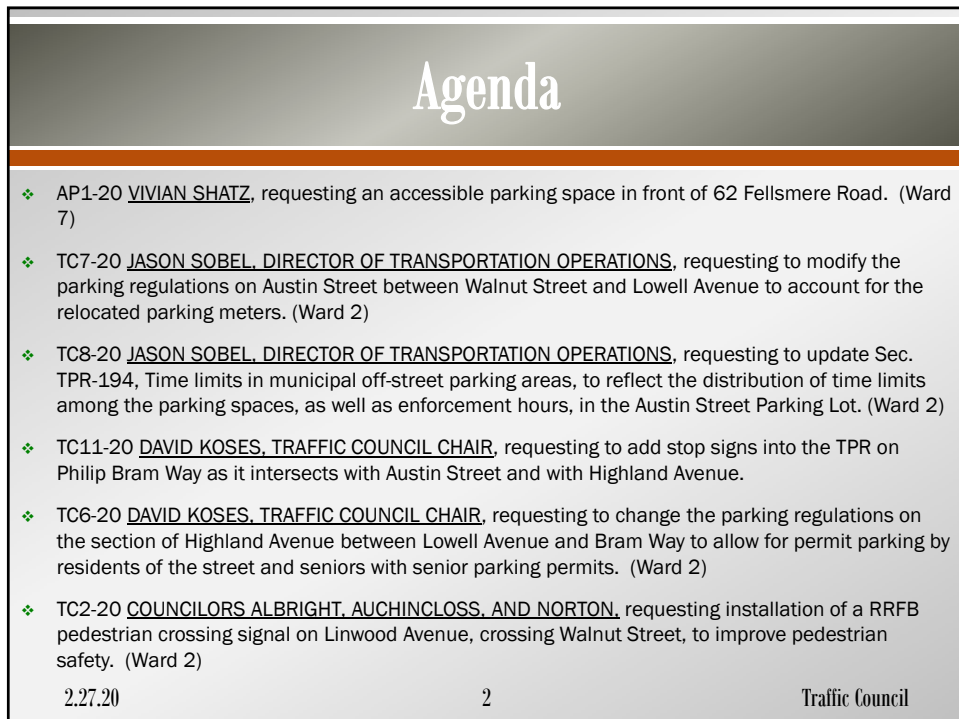 Agenda
❖ AP1-20 VIVIAN SHATZ, requesting an accessible parking space in front of 62 Fellsmere Road. (Ward
7)
❖ TC7-20 JASON SOBEL, DIRECTOR OF TRANSPORTATION OPERATIONS, requesting to modify the
parking regulations on Austin Street between Walnut Street and Lowell Avenue to account for the
relocated parking meters. (Ward 2)
❖ TC8-20 JASON SOBEL, DIRECTOR OF TRANSPORTATION OPERATIONS, requesting to update Sec.
TPR-194, Time limits in municipal off-street parking areas, to reflect the distribution of time limits
among the parking spaces, as well as enforcement hours, in the Austin Street Parking Lot. (Ward 2)
❖ TC11-20 DAVID KOSES, TRAFFIC COUNCIL CHAIR, requesting to add stop signs into the TPR on
Philip Bram Way as it intersects with Austin Street and with Highland Avenue.
❖ TC6-20 DAVID KOSES, TRAFFIC COUNCIL CHAIR, requesting to change the parking regulations on
the section of Highland Avenue between Lowell Avenue and Bram Way to allow for permit parking by
residents of the street and seniors with senior parking permits. (Ward 2)
❖ TC2-20 COUNCILORS ALBRIGHT, AUCHINCLOSS, AND NORTON, requesting installation of a RRFB
pedestrian crossing signal on Linwood Avenue, crossing Walnut Street, to improve pedestrian
safety. (Ward 2)
2.27.20 2 Traffic Council